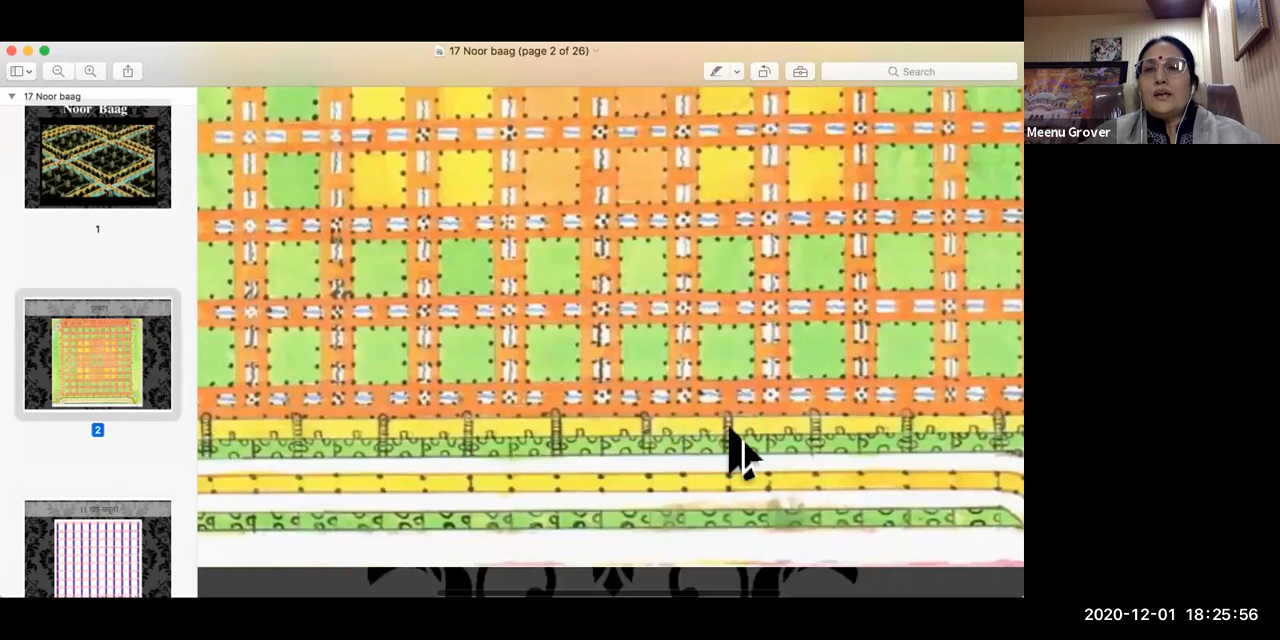 17 Noor baag (page 2 of 26)
Search
17 Noor baag
Noor Baag
1
2
Meenu Grover
2020-12-01 18:25:56